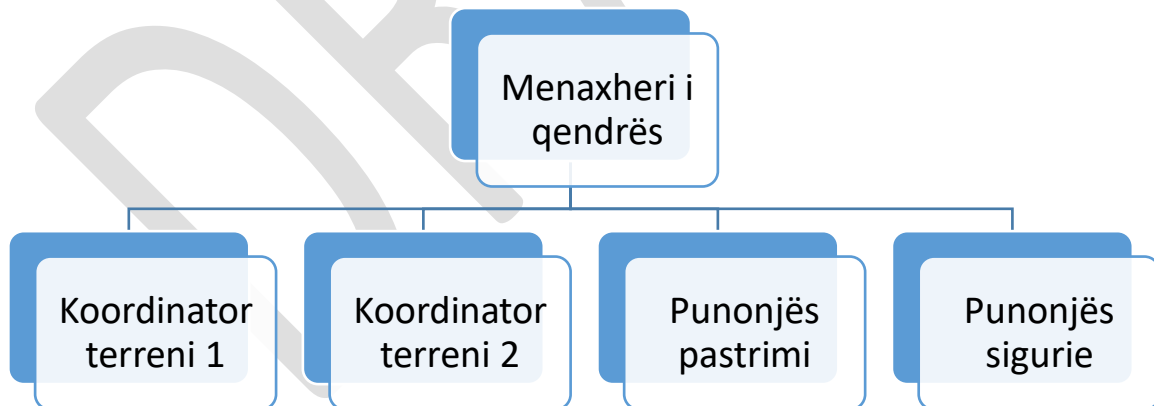 Menaxheri i
qendrës
Koordinator
terreni 1
Koordinator
terreni 2
Punonjës
pastrimi
Punonjës
sigurie